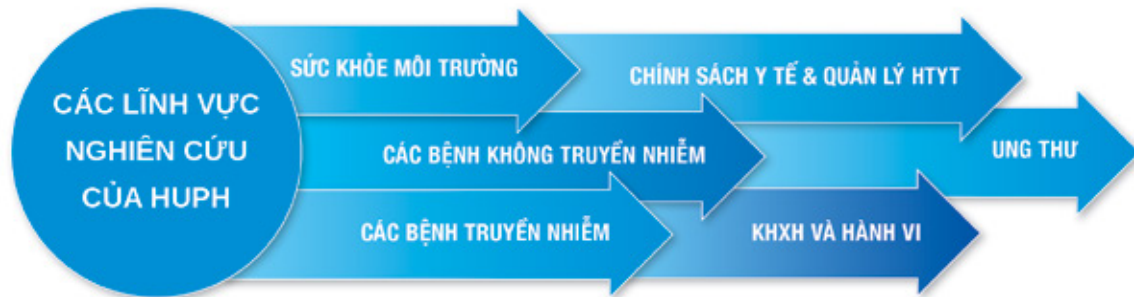 CÁC LĨNH VỰC
NGHIÊN CỨU
CỦA HUPH
SỨC KHỎE MÔI TRƯỜNG
CHÍNH SÁCH Y TẾ & QUẢN LÝ HTYT
CÁC BỆNH KHÔNG TRUYỀN NHIỄM
UNG THƯ
CÁC BỆNH TRUYỀN NHIỄM
KHXH VÀ HÀNH VI